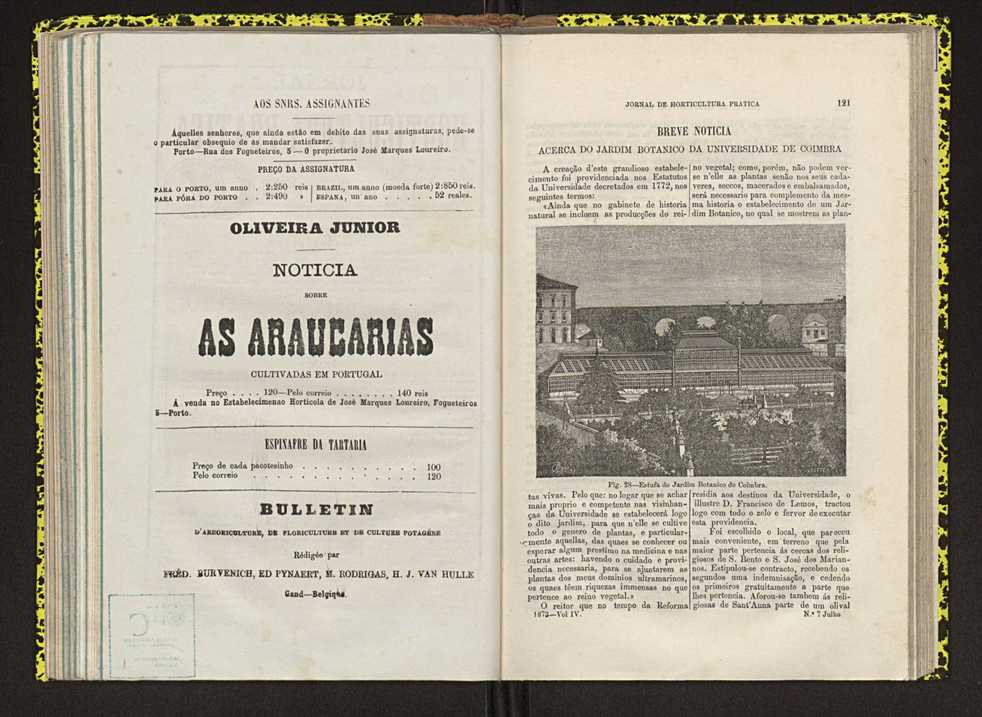 AOS SNRS. ASSIGNANTES
Áquelles senhores, que ainda estão em debito das suas assignaturas, pede-se
o particular obsequio de as mandar satisfazer.
Porto—Rua dos Fogueteiros, 5 — O proprietario José Marques Loureiro.
PREÇO DA ASSIGNATURA
PARA O PORTO, um anno . 2:250 reis | BRAZIL, um anno (moeda forte) 2:850 reis.
PARA FÓRA DO PORTO . . 2:490 » | ESPANA, um ano . . . . . 52 reales.
OLIVEIRA JUNIOR
NOTICIA
SOBRE
AS ARAUCARIAS
CULTIVADAS EM PORTUGAL
Preço . . . . 120—Pelo correio . . . . . . . . 140 reis
Á venda no Estabelecimenao Horticola de José Marques Loureiro, Fogueteiros
5—Porto.
ESPINAFRE DA TARTARIA
Preço de cada pacotesinho . . . . . . . . . . 100
Pelo correio . . . . . . . . . . . . . . 120
BULLETIN
D'ARBORICULTURE, DE FLORICULTURE ET DE CULTURE POTAGÈRE
Rédigée par
FRÉD. BURVENICH, ED PYNAERT, M. RODRIGAS, H. J. VAN HULLE
Gand—Belgique.
JORNAL DE HORTICULTURA PRATICA 121
BREVE NOTICIA
ACERCA DO JARDIM BOTANICO DA UNIVERSIDADE DE COIMBRA
A creação d'este grandioso estabele-
cimento foi providenciada nos Estatutos
da Universidade decretados em 1772, nos
seguintes termos:
«Ainda que no gabinete de historia
natural se incluem as producções do rei-
no vegetal; como, porém, não podem ver-
se n'elle as plantas senão nos seus cada-
veres, seccos, macerados e embalsamados,
será necessario para complemento da mes-
ma historia o estabelecimento de um Jar-
dim Botanico, no qual se mostrem as plan-
Fig. 28—Estufa do Jardim Botanico de Coimbra.
tas vivas. Pelo que: no logar que se achar
mais proprio e competente nas visinhan-
ças da Universidade se estabelecerá logo
o dito jardim, para que n'elle se cultive
todo o genero de plantas, e particular-
mento aquellas, das quaes se conhecer ou
esperar algum prestimo na medicina e nas
outras artes: havendo o cuidado e provi-
dencia necessaria, para se ajuntarem as
plantas dos meus dominios ultramarinos,
os quaes têem riquezas immensas no que
pertence ao reino vegetal.»
O reitor que no tempo da Reforma
1873—Vol IV.
residia aos destinos da Universidade, o
illustre D. Francisco de Lemos, tractou
logo com todo o zelo e fervor de executar
esta providencia.
Foi escolhido o local, que pareceu
mais conveniente, em terreno que pela
maior parte pertencia ás cercas dos reli-
giosos de S. Bento e S. José dos Marian-
nos. Estipulou-se contracto, recebendo os
segundos uma indemnisação, e cedendo
os primeiros gratuitamente a parte que
lhes pertencia. Aforou-se tambem ás reli-
giosas de Sant'Anna parte de um olival
N.º 7 Julho